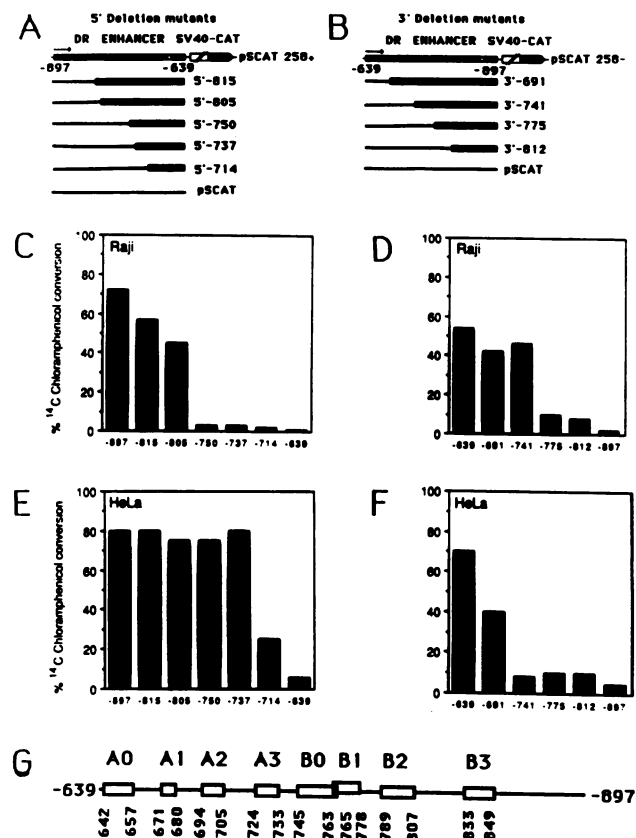 A
5' Deletion mutants
DR ENHANCER SV40-CAT
pSCAT 258+
-897 -639
5'-815
5'-805
5'-750
5'-737
5'-714
pSCAT
B
3' Deletion mutants
DR ENHANCER SV40-CAT
pSCAT 258-
-639 -897
3'-691
3'-741
3'-775
3'-812
pSCAT
C
% 14C Chloramphenicol conversion
100
80
60
40
20
0
Raji
-897 -815 -805 -750 -737 -714 -639
D
100
80
60
40
20
0
Raji
-639 -691 -741 -775 -812 -897
E
% 14C Chloramphenicol conversion
100
80
60
40
20
0
HeLa
-897 -815 -805 -750 -737 -714 -639
F
100
80
60
40
20
0
HeLa
-639 -691 -741 -775 -812 -897
G
A0 A1 A2 A3 B0 B1 B2 B3
-639 -897
642 657 671 680 694 705 724 733 745 763 765 778 789 807 833 849